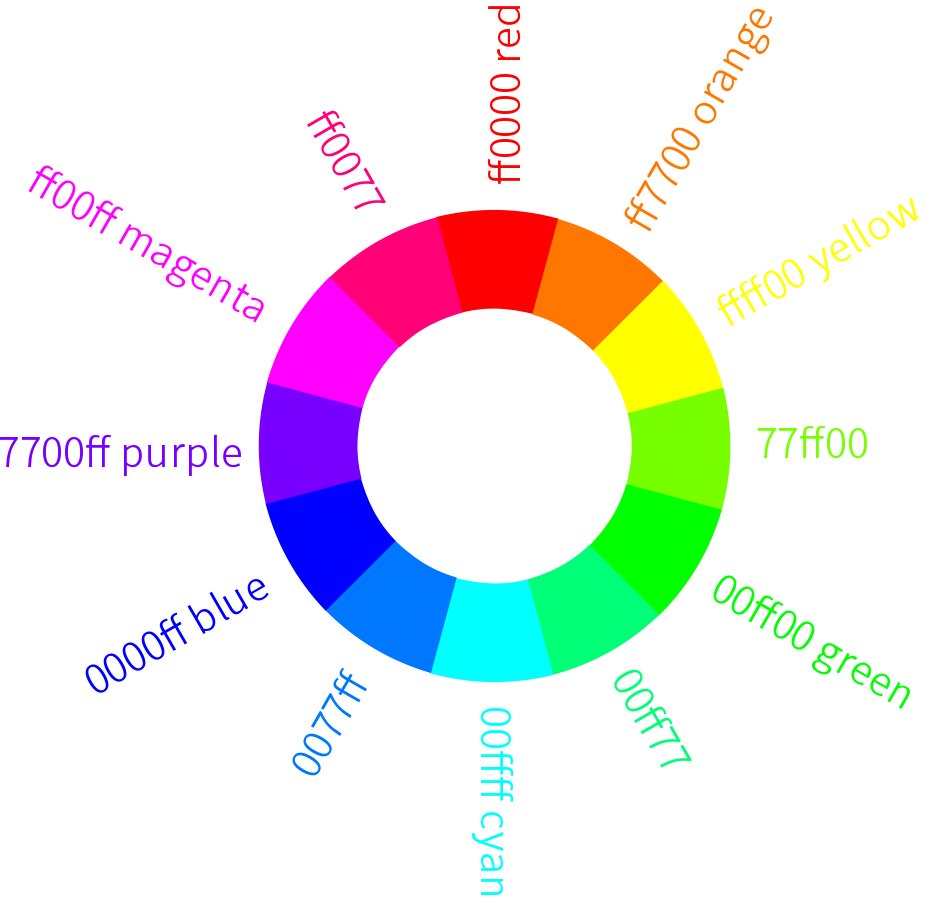 ff0000 red
ff7700 orange
ffff00 yellow
77ff00
00ff00 green
00ff77
00ffff cyan
0077ff
0000ff blue
7700ff purple
ff00ff magenta
ff0077